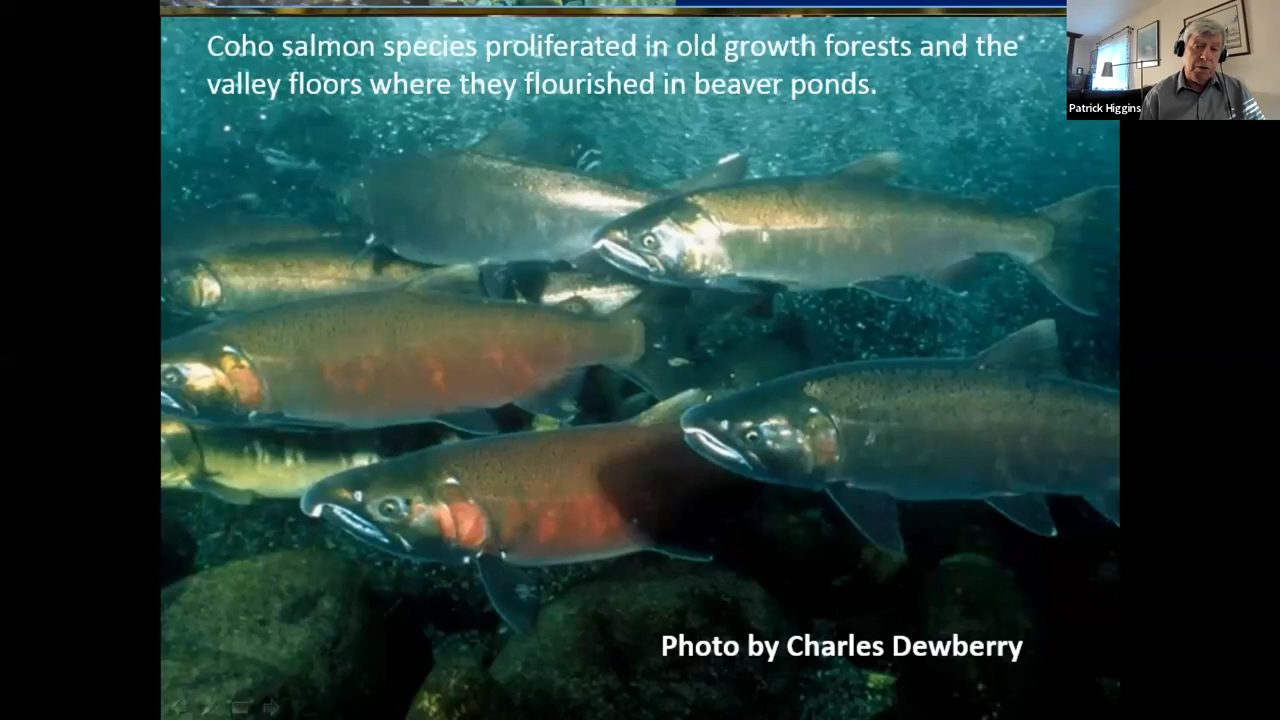 Coho salmon species proliferated in old growth forests and the
valley floors where they flourished in beaver ponds.
Patrick Higgins
Photo by Charles Dewberry